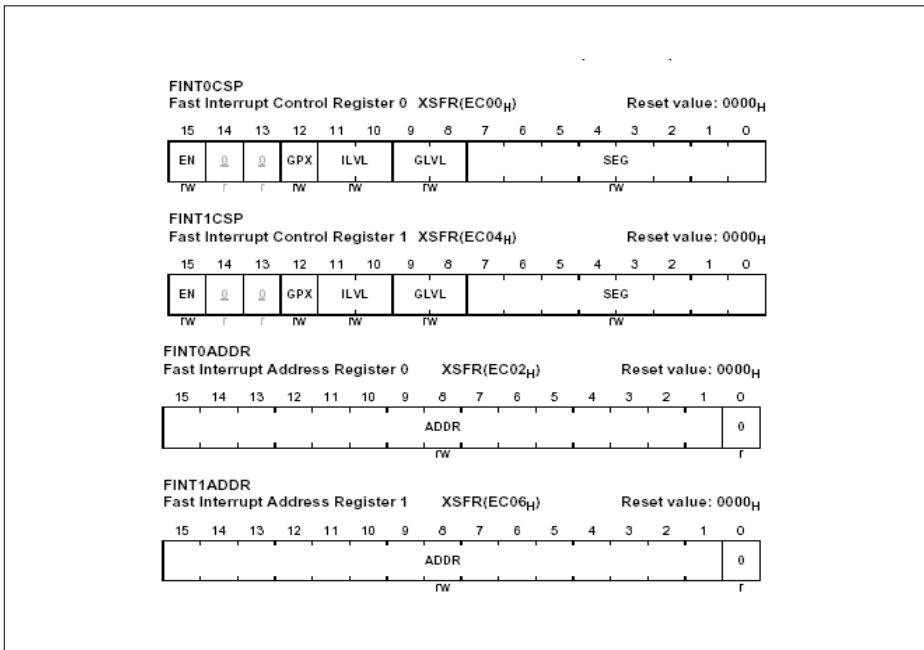 FINT0CSP
Fast Interrupt Control Register 0 XSFR(EC00H) Reset value: 0000H
15 14 13 12 11 10 9 8 7 6 5 4 3 2 1 0
EN 0 0 GPX ILVL GLVL SEG
rw r r rw rw rw rw
FINT1CSP
Fast Interrupt Control Register 1 XSFR(EC04H) Reset value: 0000H
15 14 13 12 11 10 9 8 7 6 5 4 3 2 1 0
EN 0 0 GPX ILVL GLVL SEG
rw r r rw rw rw rw
FINT0ADDR
Fast Interrupt Address Register 0 XSFR(EC02H) Reset value: 0000H
15 14 13 12 11 10 9 8 7 6 5 4 3 2 1 0
ADDR 0
rw r
FINT1ADDR
Fast Interrupt Address Register 1 XSFR(EC06H) Reset value: 0000H
15 14 13 12 11 10 9 8 7 6 5 4 3 2 1 0
ADDR 0
rw r